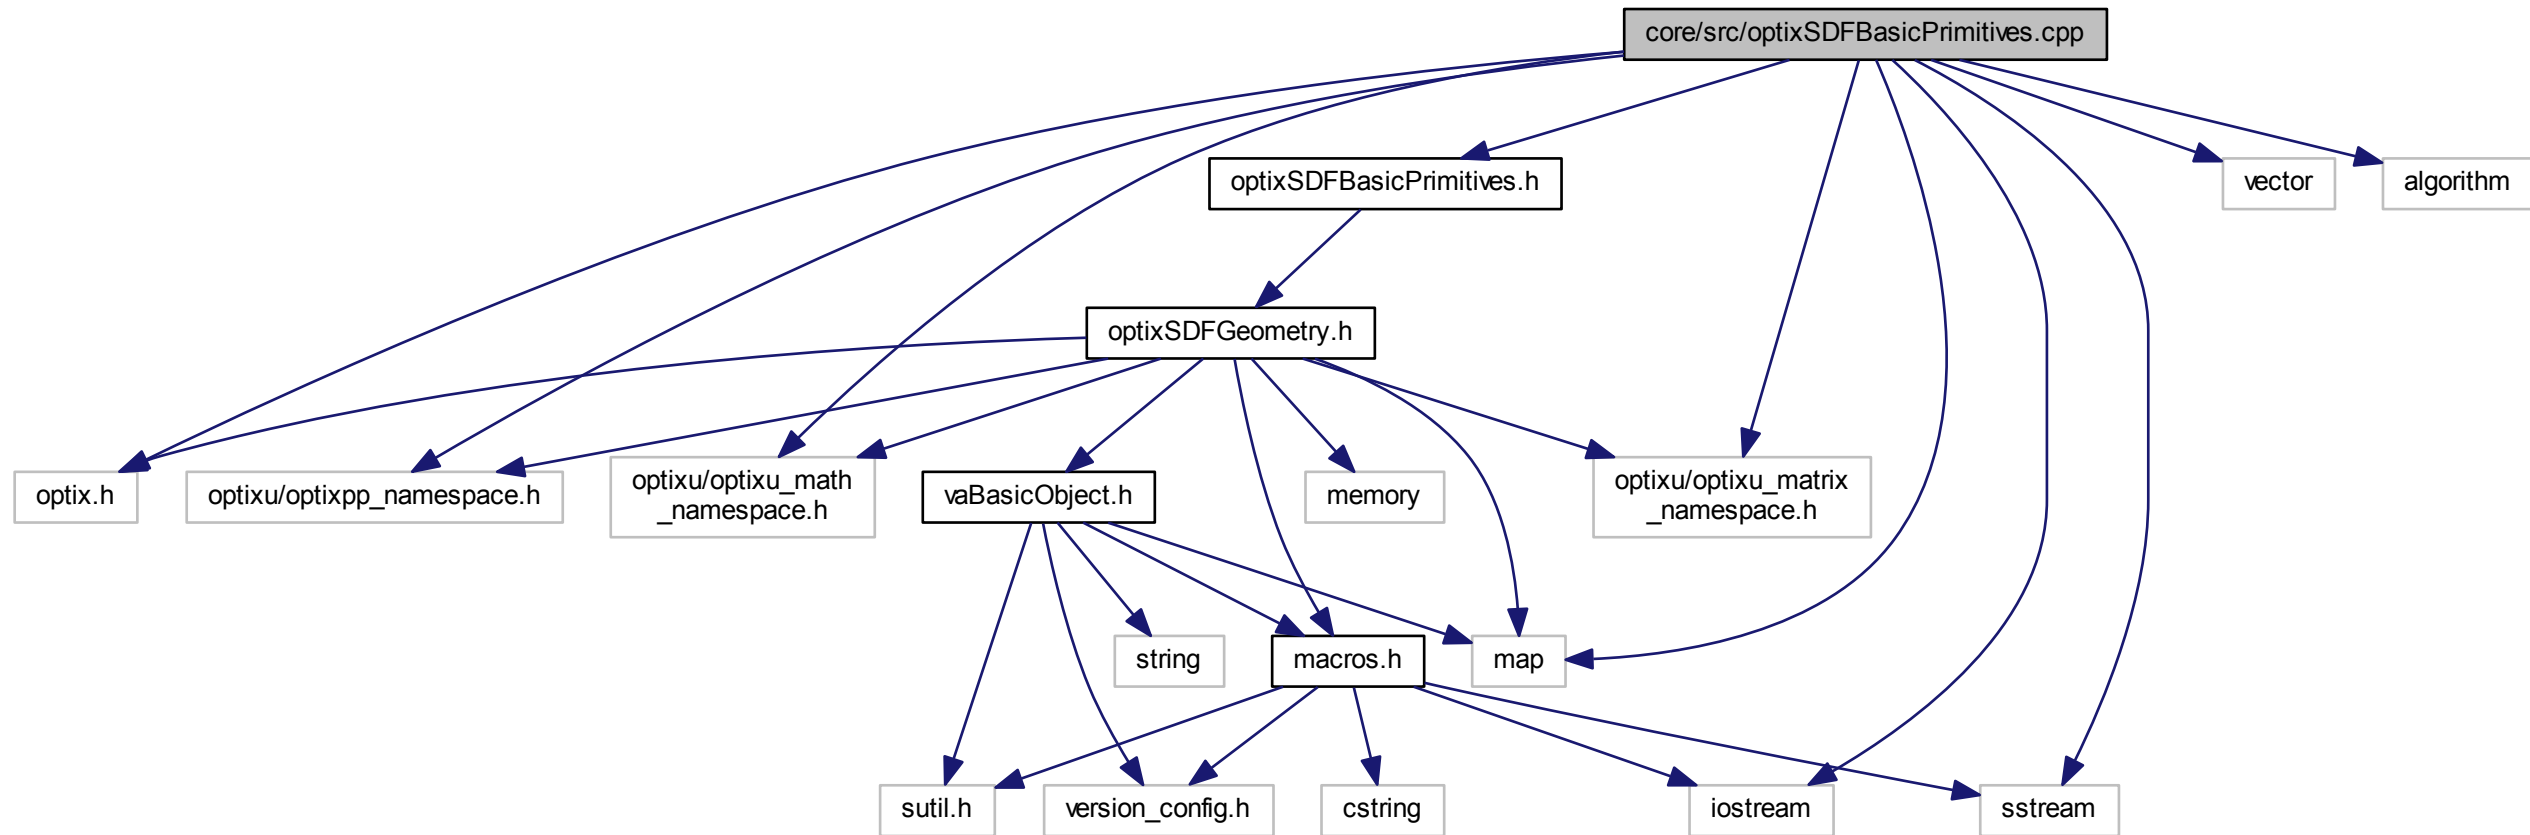 core/src/optixSDFBasicPrimitives.cpp
optixSDFBasicPrimitives.h
vector
algorithm
optixSDFGeometry.h
optix.h
optixu/optixpp_namespace.h
optixu/optixu_math
_namespace.h
vaBasicObject.h
memory
optixu/optixu_matrix
_namespace.h
string
macros.h
map
sutil.h
version_config.h
cstring
iostream
sstream